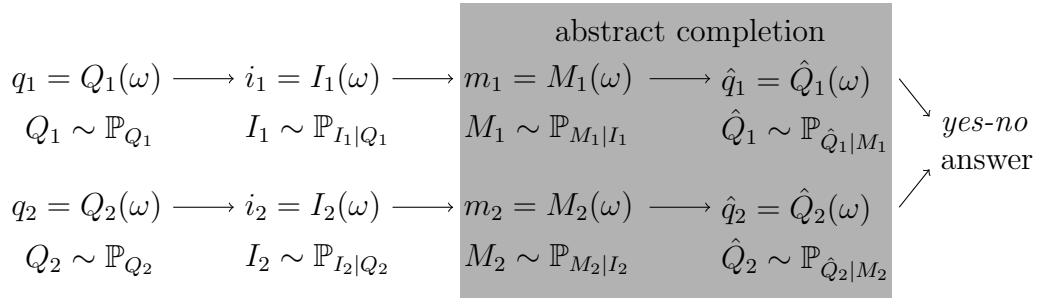 abstract completion
q₁ = Q₁(ω) → i₁ = I₁(ω) → m₁ = M₁(ω) → q̂₁ = Q̂₁(ω)
Q₁ ∼ ℙ_{Q₁} I₁ ∼ ℙ_{I₁|Q₁} M₁ ∼ ℙ_{M₁|I₁} Q̂₁ ∼ ℙ_{Q̂₁|M₁}
yes-no
answer
q₂ = Q₂(ω) → i₂ = I₂(ω) → m₂ = M₂(ω) → q̂₂ = Q̂₂(ω)
Q₂ ∼ ℙ_{Q₂} I₂ ∼ ℙ_{I₂|Q₂} M₂ ∼ ℙ_{M₂|I₂} Q̂₂ ∼ ℙ_{Q̂₂|M₂}